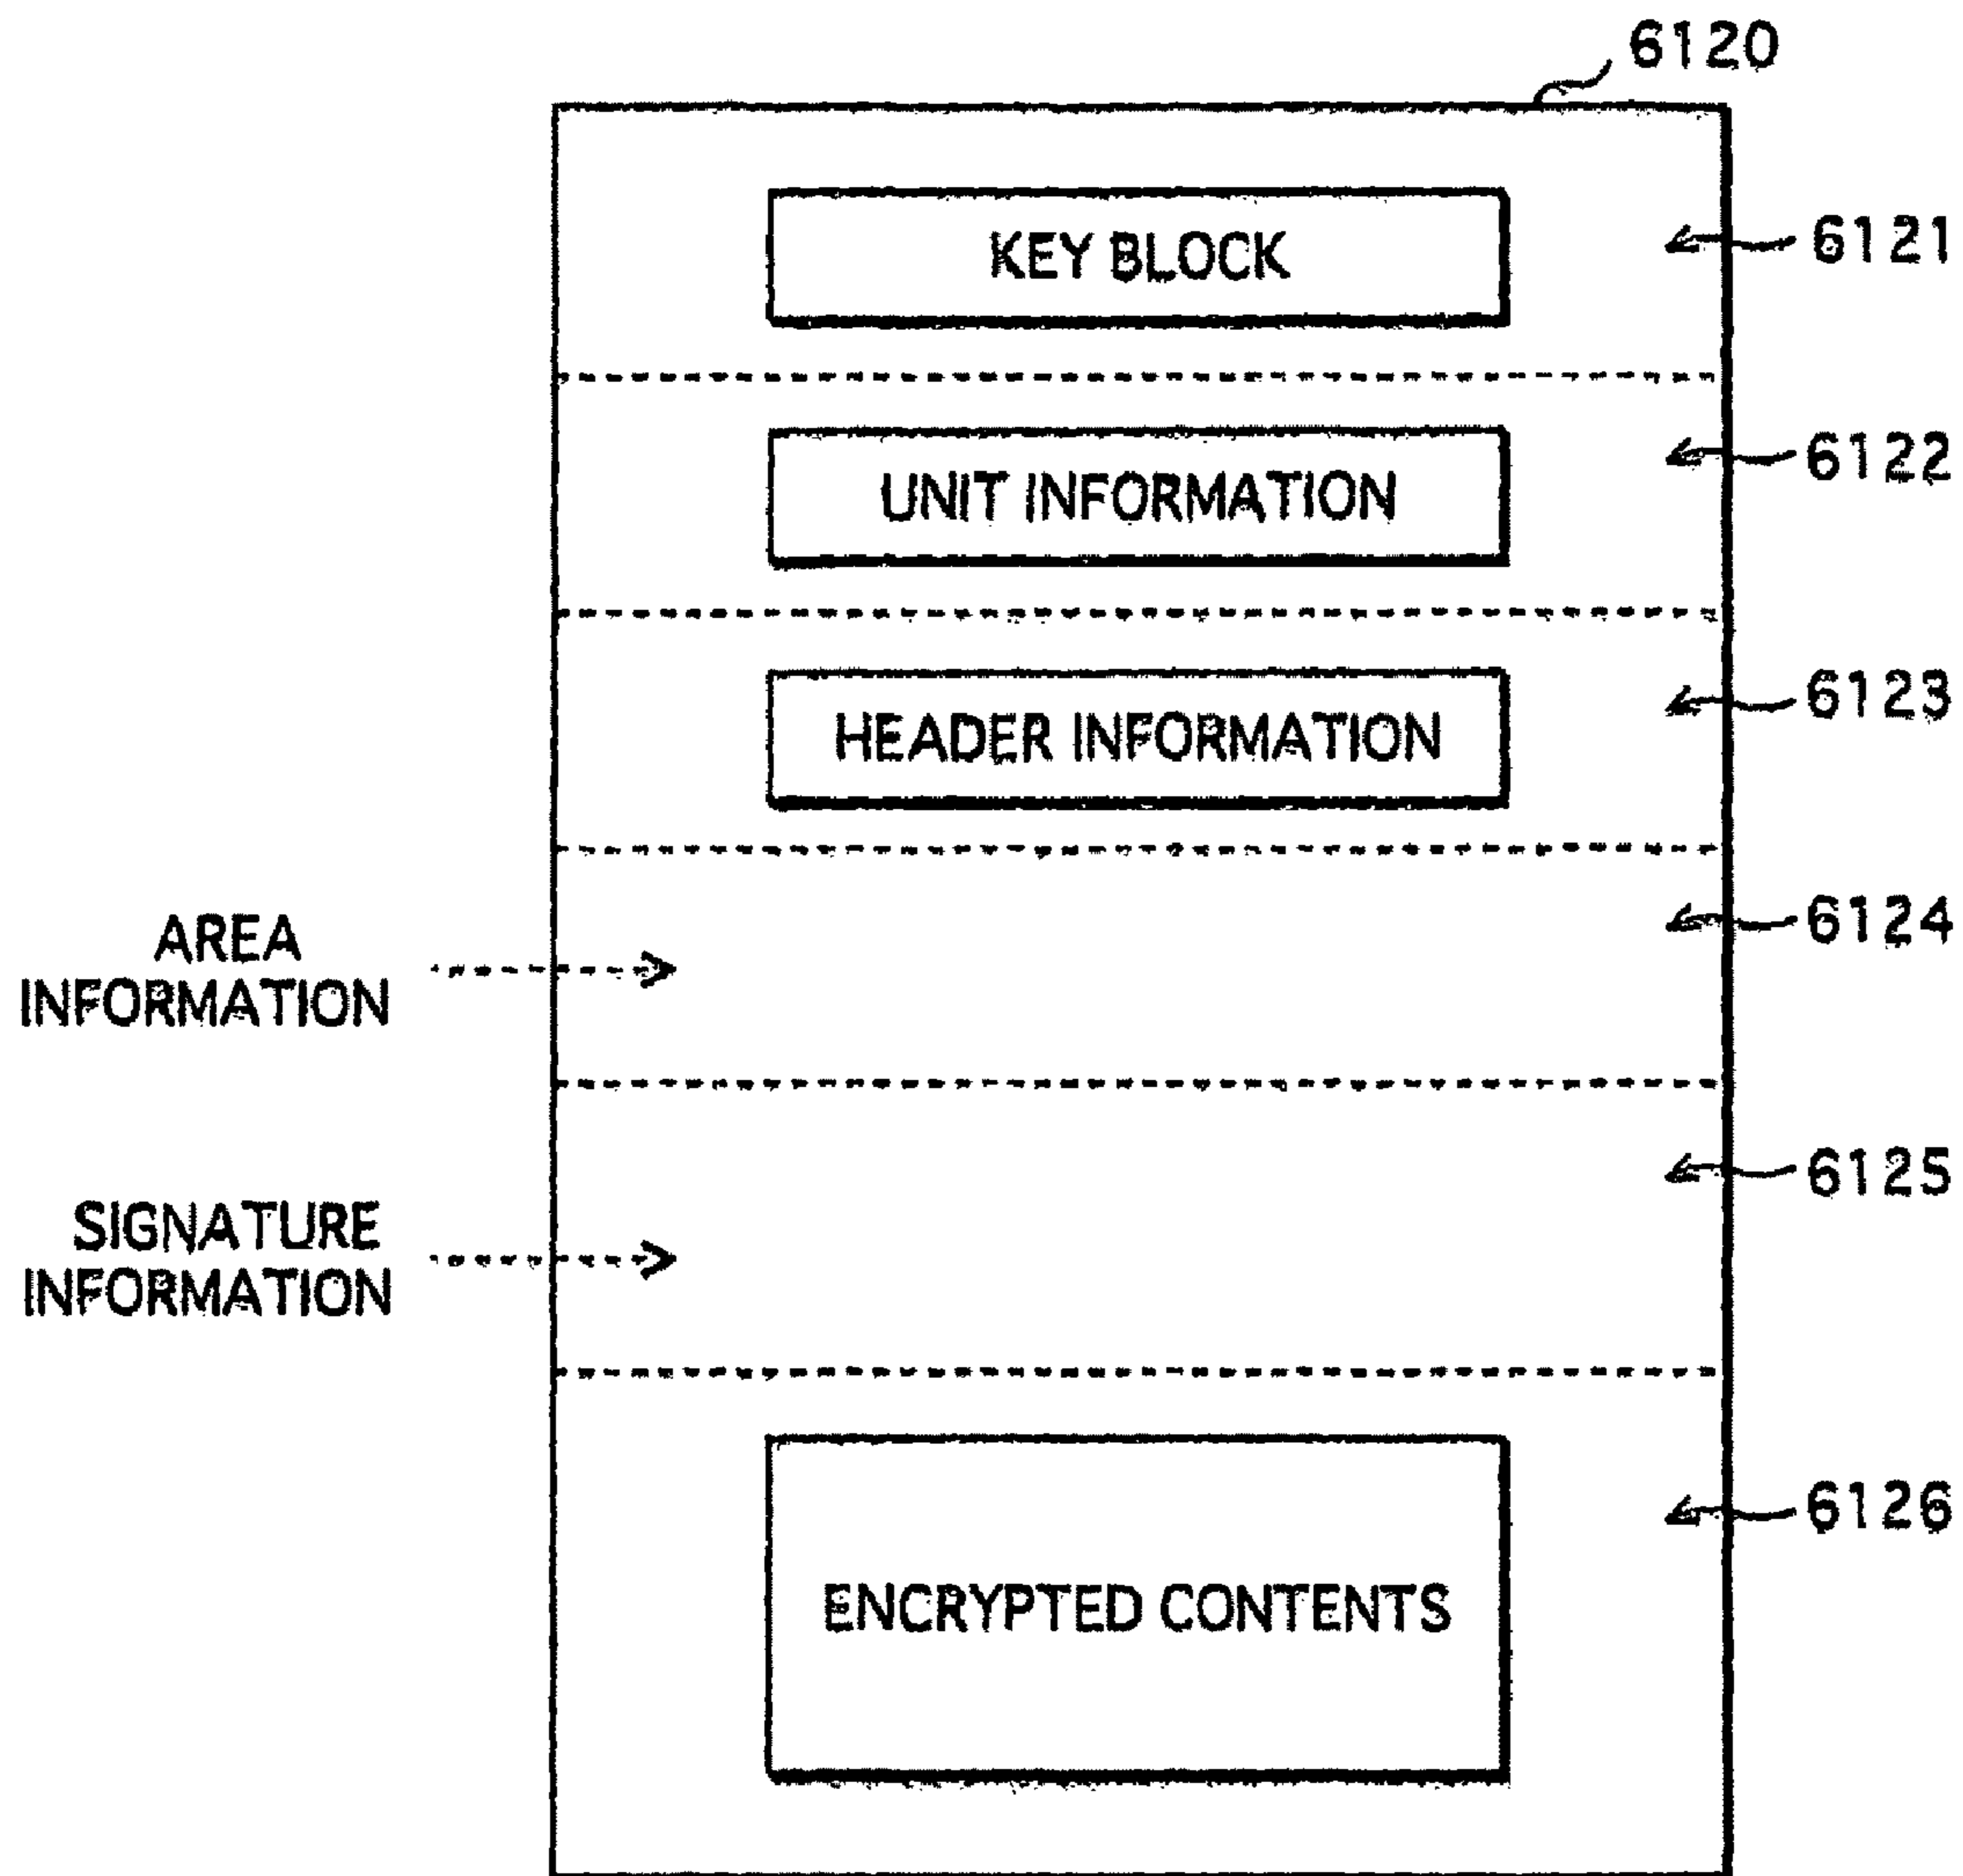 6120
KEY BLOCK
6121
UNIT INFORMATION
6122
HEADER INFORMATION
6123
AREA
INFORMATION
6124
SIGNATURE
INFORMATION
6125
ENCRYPTED CONTENTS
6126